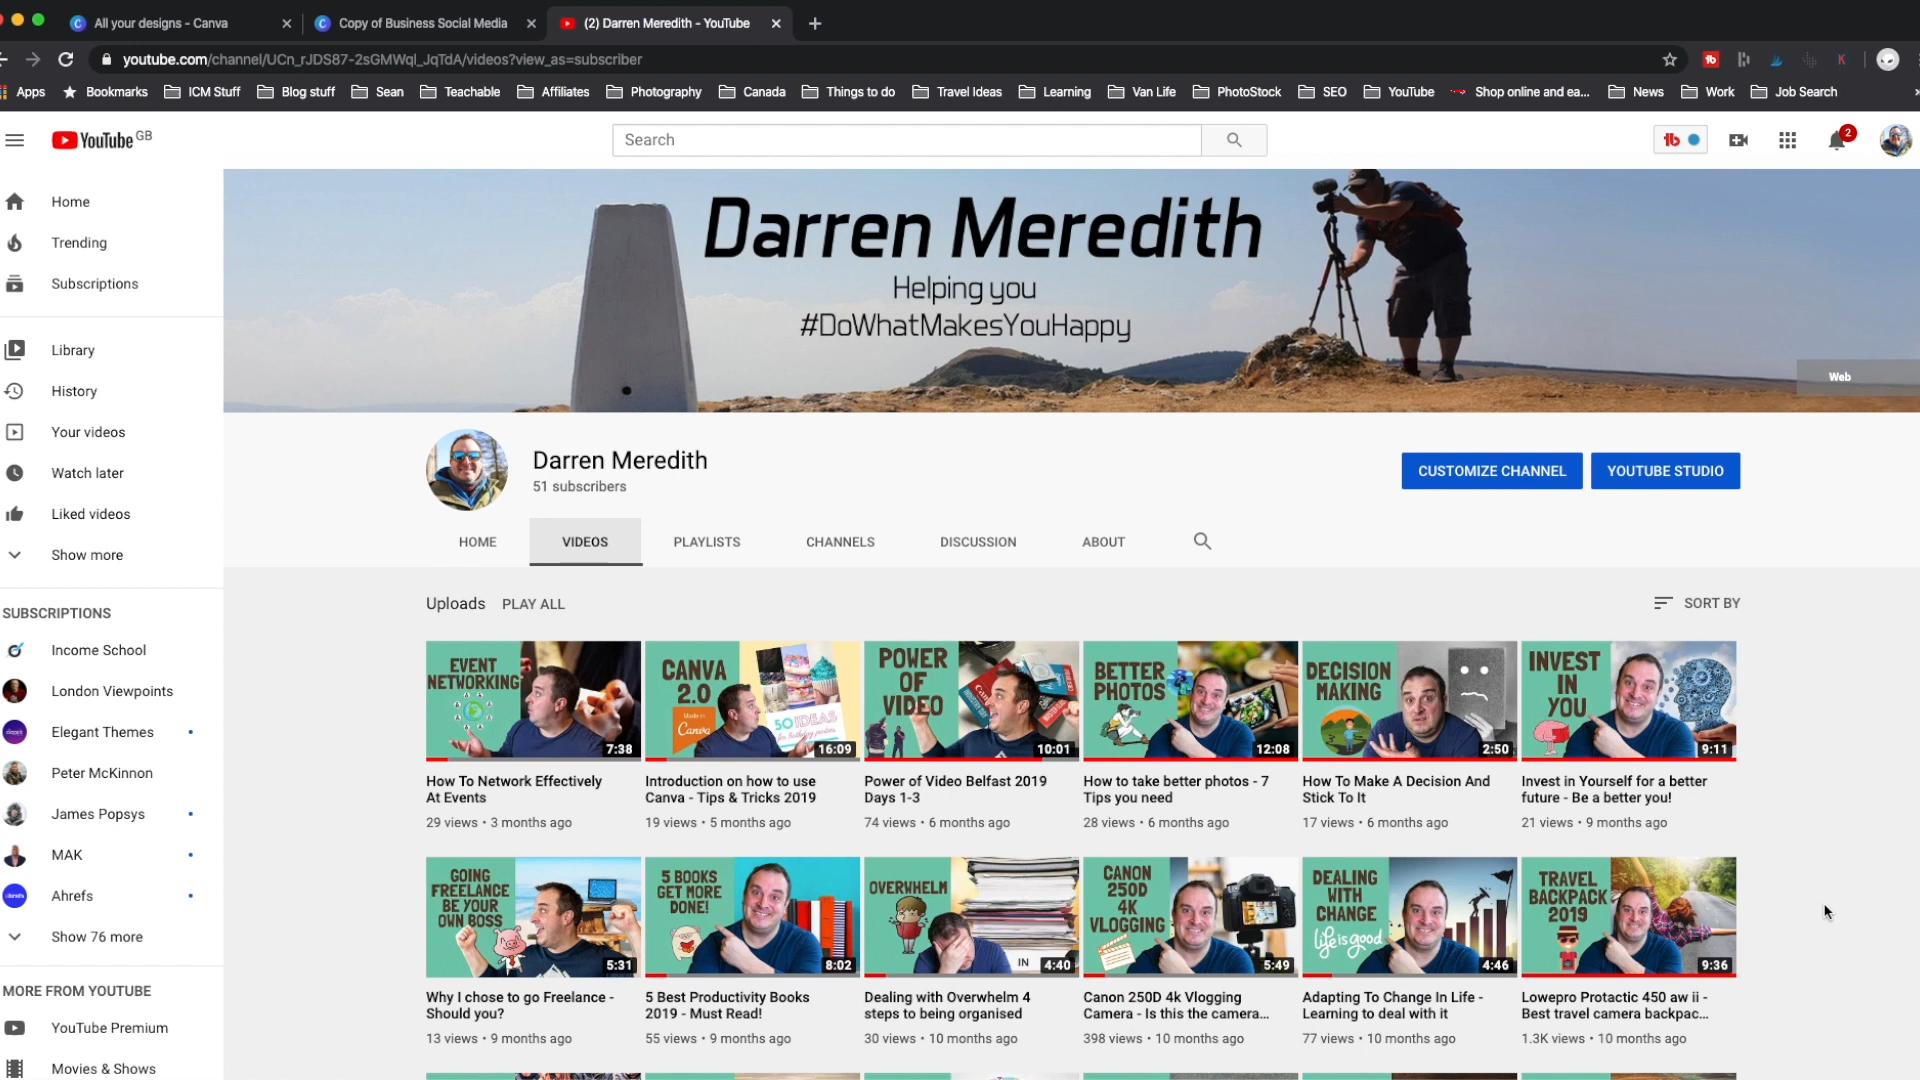 All your designs - Canva
Copy of Business Social Media
(2) Darren Meredith - YouTube
youtube.com/channel/UCn_rJDS87-2sGMWql_JqTdA/videos?view_as=subscriber
Apps
Bookmarks
ICM Stuff
Blog stuff
Sean
Teachable
Affiliates
Photography
Canada
Things to do
Travel Ideas
Learning
Van Life
PhotoStock
SEO
YouTube
Shop online and ea...
News
Work
Job Search
YouTube GB
Search
tb
2
Home
Trending
Subscriptions
Library
History
Your videos
Watch later
Liked videos
Show more
SUBSCRIPTIONS
Income School
London Viewpoints
Elegant Themes
Peter McKinnon
James Popsys
MAK
Ahrefs
Show 76 more
MORE FROM YOUTUBE
YouTube Premium
Movies & Shows
Darren Meredith
Helping you
#DoWhatMakesYouHappy
Web
Darren Meredith
51 subscribers
CUSTOMIZE CHANNEL
YOUTUBE STUDIO
HOME
VIDEOS
PLAYLISTS
CHANNELS
DISCUSSION
ABOUT
Uploads
PLAY ALL
SORT BY
EVENT
NETWORKING
7:38
How To Network Effectively
At Events
29 views • 3 months ago
CANVA
2.0
Made in
Canva
50 IDEAS
16:09
Introduction on how to use
Canva - Tips & Tricks 2019
19 views • 5 months ago
POWER
OF
VIDEO
10:01
Power of Video Belfast 2019
Days 1-3
74 views • 6 months ago
BETTER
PHOTOS
12:08
How to take better photos - 7
Tips you need
28 views • 6 months ago
DECISION
MAKING
2:50
How To Make A Decision And
Stick To It
17 views • 6 months ago
INVEST
IN
YOU
9:11
Invest in Yourself for a better
future - Be a better you!
21 views • 9 months ago
GOING
FREELANCE
BE YOUR
OWN BOSS
5:31
Why I chose to go Freelance -
Should you?
13 views • 9 months ago
5 BOOKS
GET MORE
DONE!
8:02
5 Best Productivity Books
2019 - Must Read!
55 views • 9 months ago
OVERWHELM
IN
4:40
Dealing with Overwhelm 4
steps to being organised
30 views • 10 months ago
CANON
250D
4K
VLOGGING
5:49
Canon 250D 4k Vlogging
Camera - Is this the camera...
398 views • 10 months ago
DEALING
WITH
CHANGE
Life is good
4:46
Adapting To Change In Life -
Learning to deal with it
77 views • 10 months ago
TRAVEL
BACKPACK
2019
9:36
Lowepro Protactic 450 aw ii -
Best travel camera backpac...
1.3K views • 10 months ago